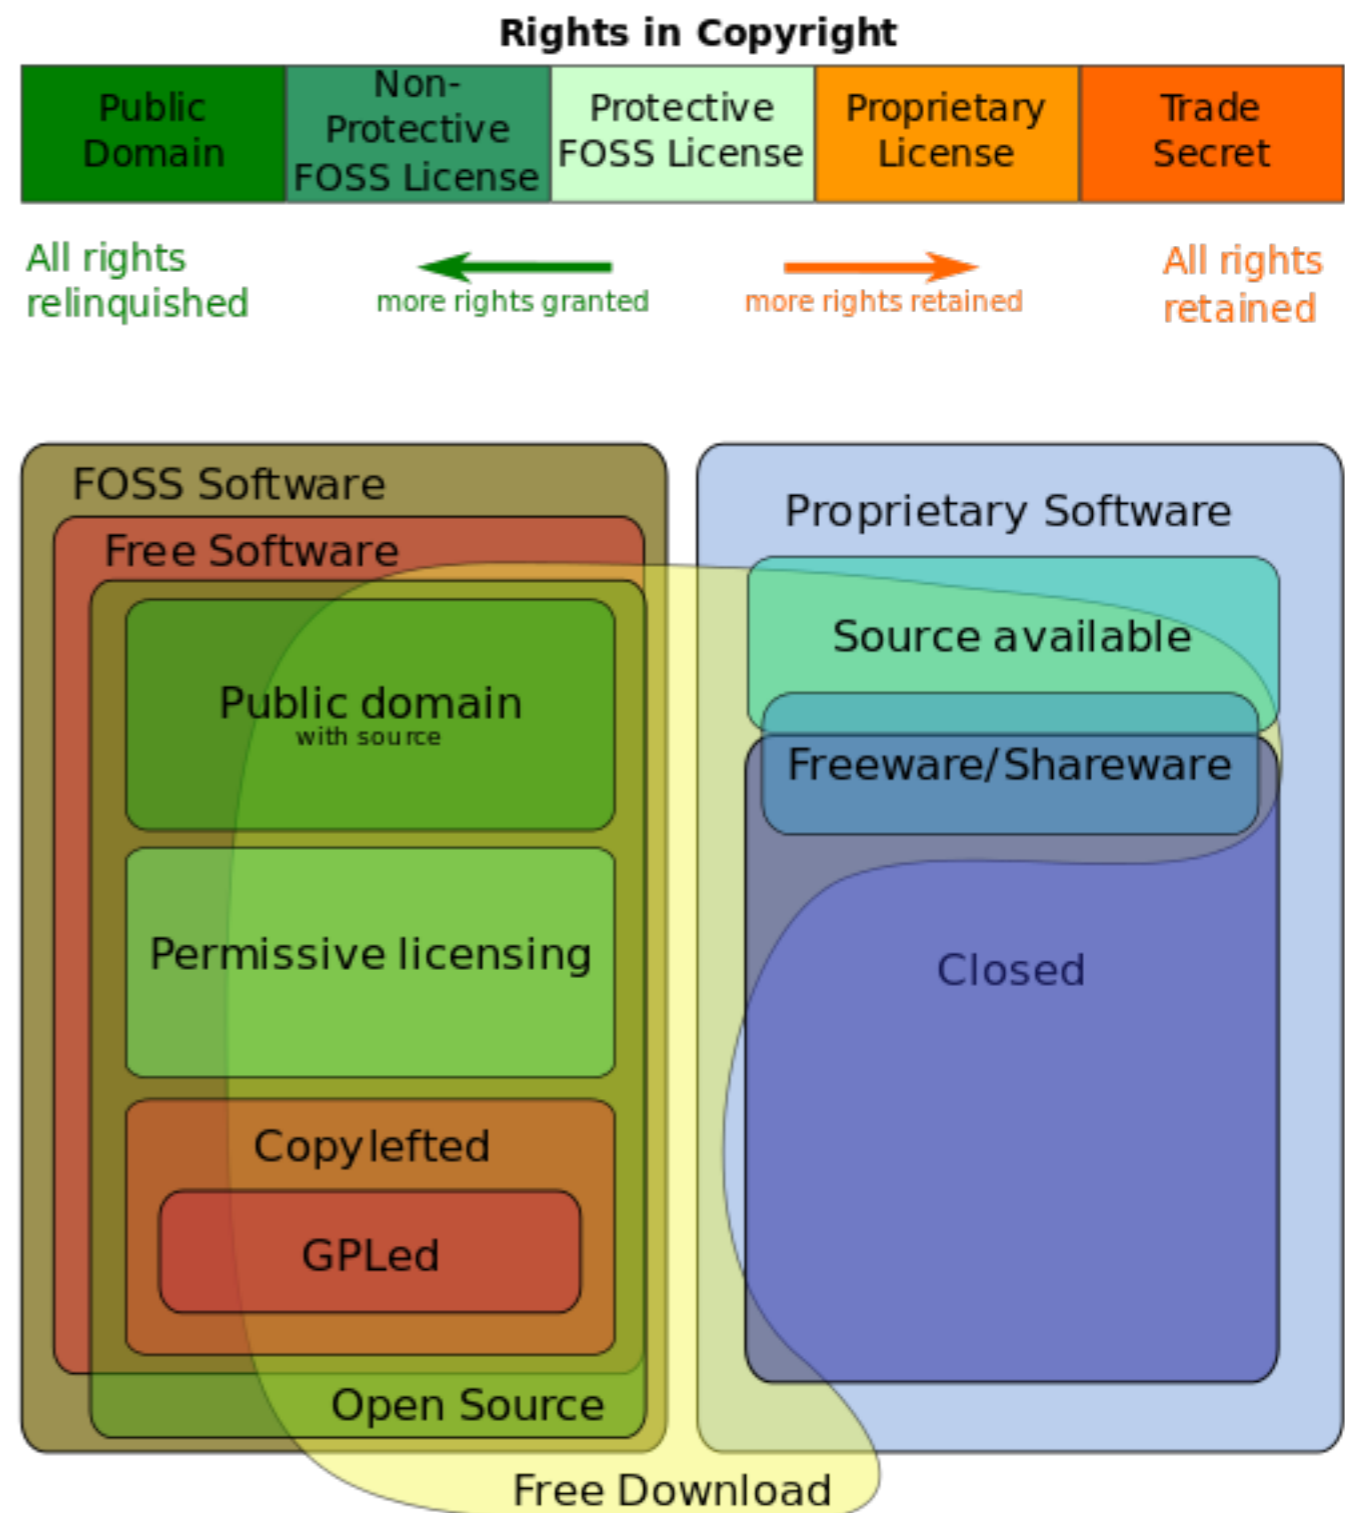 Rights in Copyright
Public
Domain
Non-
Protective
FOSS License
Protective
FOSS License
Proprietary
License
Trade
Secret
All rights
relinquished
more rights granted
more rights retained
All rights
retained
FOSS Software
Free Software
Public domain
with source
Permissive licensing
Copylefted
GPLed
Open Source
Free Download
Proprietary Software
Source available
Freeware/Shareware
Closed